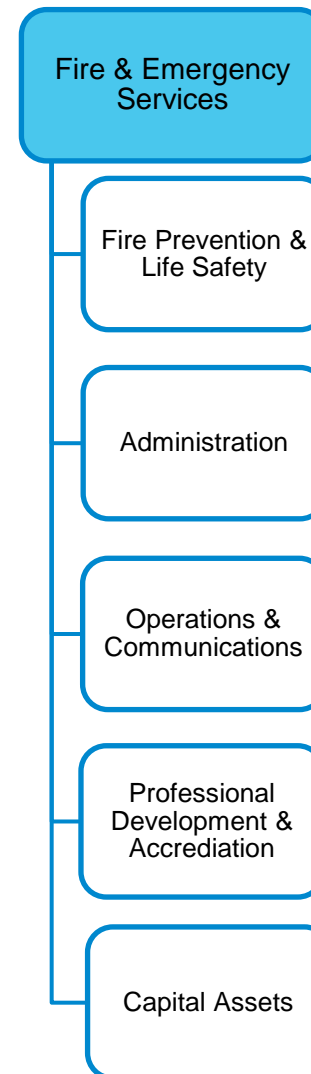 Fire & Emergency
Services
Fire Prevention &
Life Safety
Administration
Operations &
Communications
Professional
Development &
Accrediation
Capital Assets